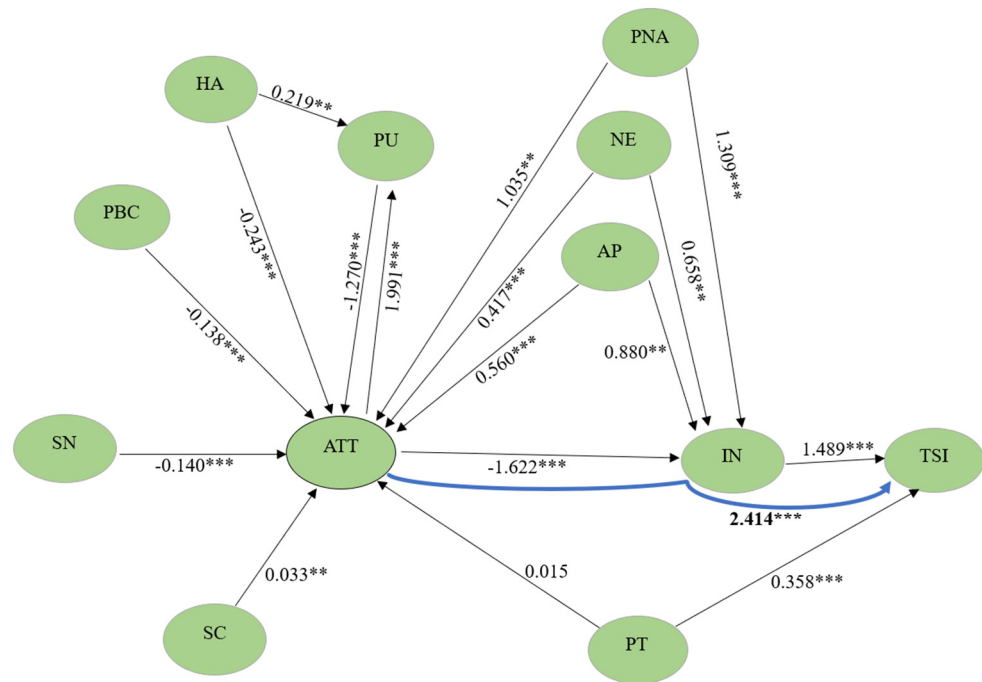 PNA
HA
0.219**
PU
NE
1.309***
1.035**
PBC
-0.243***
AP
-1.270***
1.991***
0.417***
0.658**
-0.138***
0.560***
0.880**
SN
-0.140***
ATT
-1.622***
IN
1.489***
TSI
2.414***
0.033**
0.015
0.358***
SC
PT